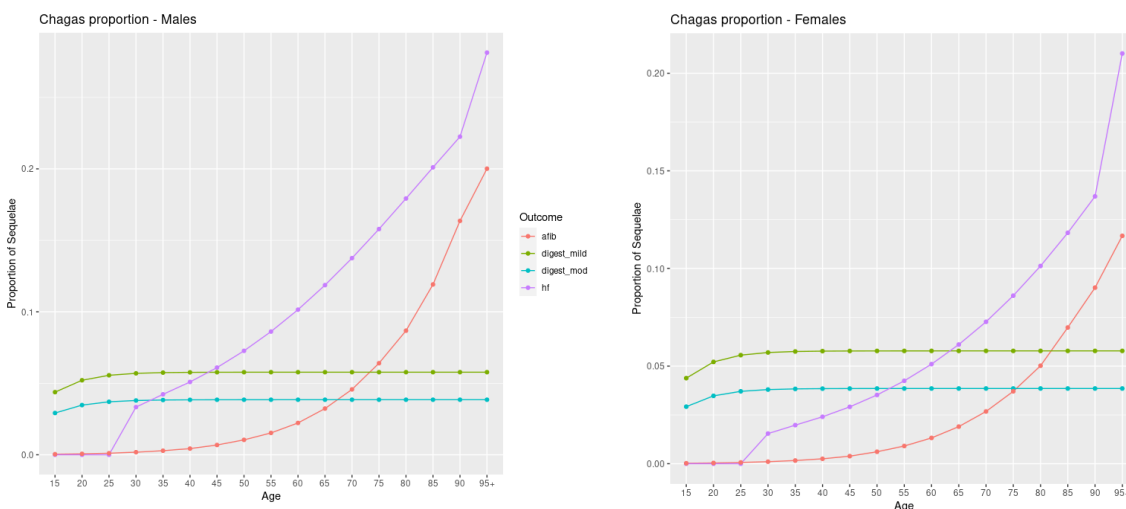 Chagas proportion - Males
Proportion of Sequelae
0.2
0.1
0.0
15 20 25 30 35 40 45 50 55 60 65 70 75 80 85 90 95+
Age
Outcome
afib
digest_mild
digest_mod
hf
Chagas proportion - Females
Proportion of Sequelae
0.20
0.15
0.10
0.05
0.00
15 20 25 30 35 40 45 50 55 60 65 70 75 80 85 90 95
Age